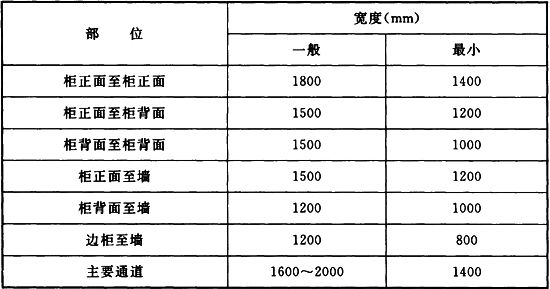 部 位 宽度(mm)
一般 最小
柜正面至柜正面 1800 1400
柜正面至柜背面 1500 1200
柜背面至柜背面 1500 1000
柜正面至墙 1500 1200
柜背面至墙 1200 1000
边柜至墙 1200 800
主要通道 1600～2000 1400